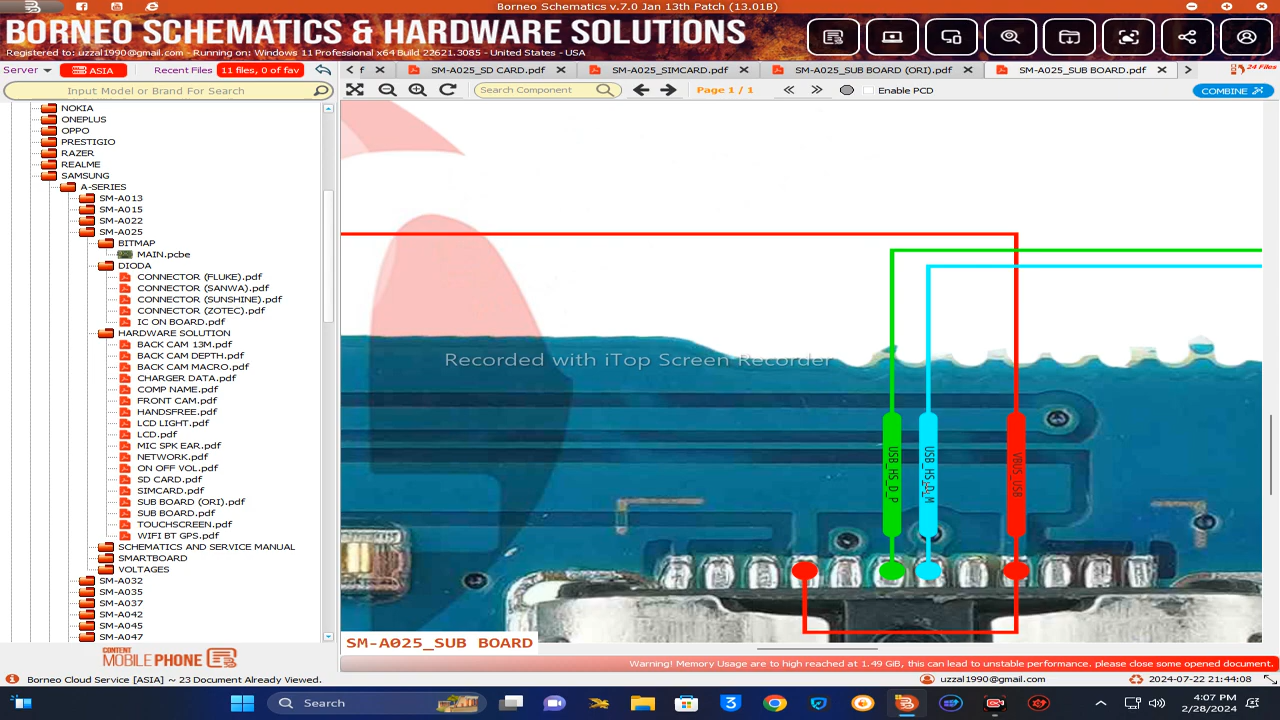 Borneo Schematics v.7.0 Jan 13th Patch (13.01B)
BORNEO SCHEMATICS & HARDWARE SOLUTIONS
Registered to: uzzal1990@gmail.com - Running on: Windows 11 Professional x64 Build 22621.3085 - United States - USA
Server ASIA Recent Files 11 files, 0 of fav
f SM-A025_SD CARD.pdf SM-A025_SIMCARD.pdf SM-A025_SUB BOARD (ORI).pdf SM-A025_SUB BOARD.pdf 24 Files
Input Model or Brand For Search
Search Component Page 1 / 1 Enable PCD COMBINE
NOKIA
ONEPLUS
OPPO
PRESTIGIO
RAZER
REALME
SAMSUNG
A-SERIES
SM-A013
SM-A015
SM-A022
SM-A025
BITMAP
MAIN.pcbe
DIODA
CONNECTOR (FLUKE).pdf
CONNECTOR (SANWA).pdf
CONNECTOR (SUNSHINE).pdf
CONNECTOR (ZOTEC).pdf
IC ON BOARD.pdf
HARDWARE SOLUTION
BACK CAM 13M.pdf
BACK CAM DEPTH.pdf
BACK CAM MACRO.pdf
CHARGER DATA.pdf
COMP NAME.pdf
FRONT CAM.pdf
HANDSFREE.pdf
LCD LIGHT.pdf
LCD.pdf
MIC SPK EAR.pdf
NETWORK.pdf
ON OFF VOL.pdf
SD CARD.pdf
SIMCARD.pdf
SUB BOARD (ORI).pdf
SUB BOARD.pdf
TOUCHSCREEN.pdf
WIFI BT GPS.pdf
SCHEMATICS AND SERVICE MANUAL
SMARTBOARD
VOLTAGES
SM-A032
SM-A035
SM-A037
SM-A042
SM-A045
SM-A047
Recorded with iTop Screen Recorder
USB_HS_D_P
USB_HS_D_M
VBUS_USB
SM-A025_SUB BOARD
CONTENT
MOBILE PHONE
Warning! Memory Usage are to high reached at 1.49 GiB, this can lead to unstable performance. please close some opened document.
Borneo Cloud Service [ASIA] ~ 23 Document Already Viewed. uzzal1990@gmail.com 2024-07-22 21:44:08
Search
4:07 PM
2/28/2024